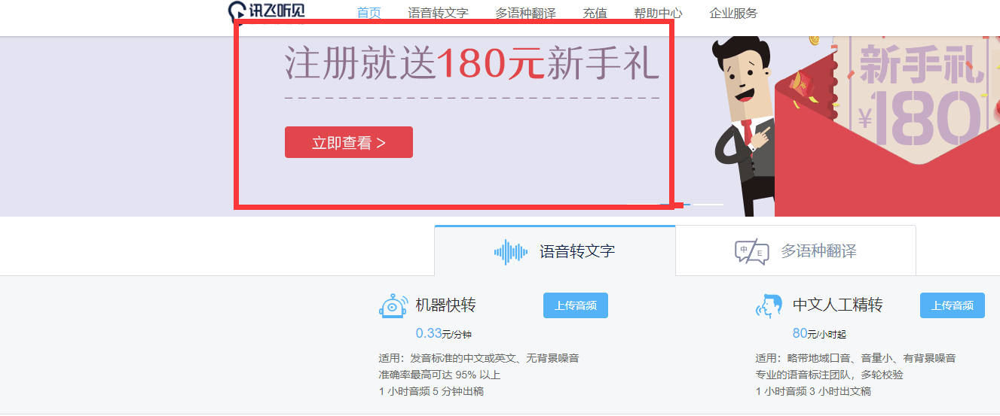 讯飞听见
首页 语音转文字 多语种翻译 充值 帮助中心 企业服务
注册就送180元新手礼
立即查看 >
新手礼
¥180
语音转文字
中 E 多语种翻译
机器快转 上传音频
0.33元/分钟
适用：发音标准的中文或英文、无背景噪音
准确率最高可达 95% 以上
1 小时音频 5 分钟出稿
中文人工精转 上传音频
80元/小时起
适用：略带地域口音、音量小、有背景噪音
专业的语音标注团队，多轮校验
1 小时音频 3 小时出文稿